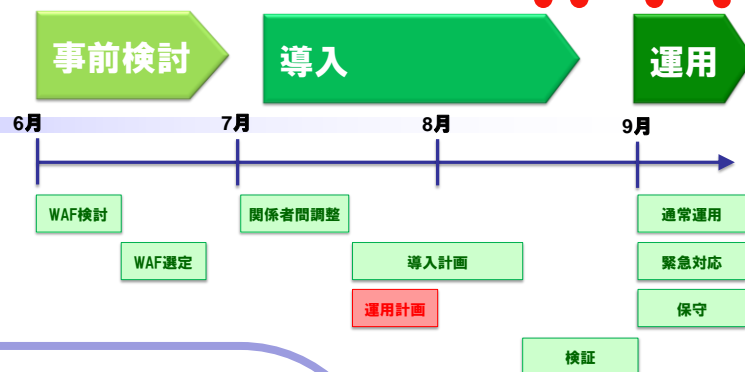 事前検討
導入
運用
6月
7月
8月
9月
WAF検討
関係者間調整
通常運用
WAF選定
導入計画
緊急対応
運用計画
保守
検証